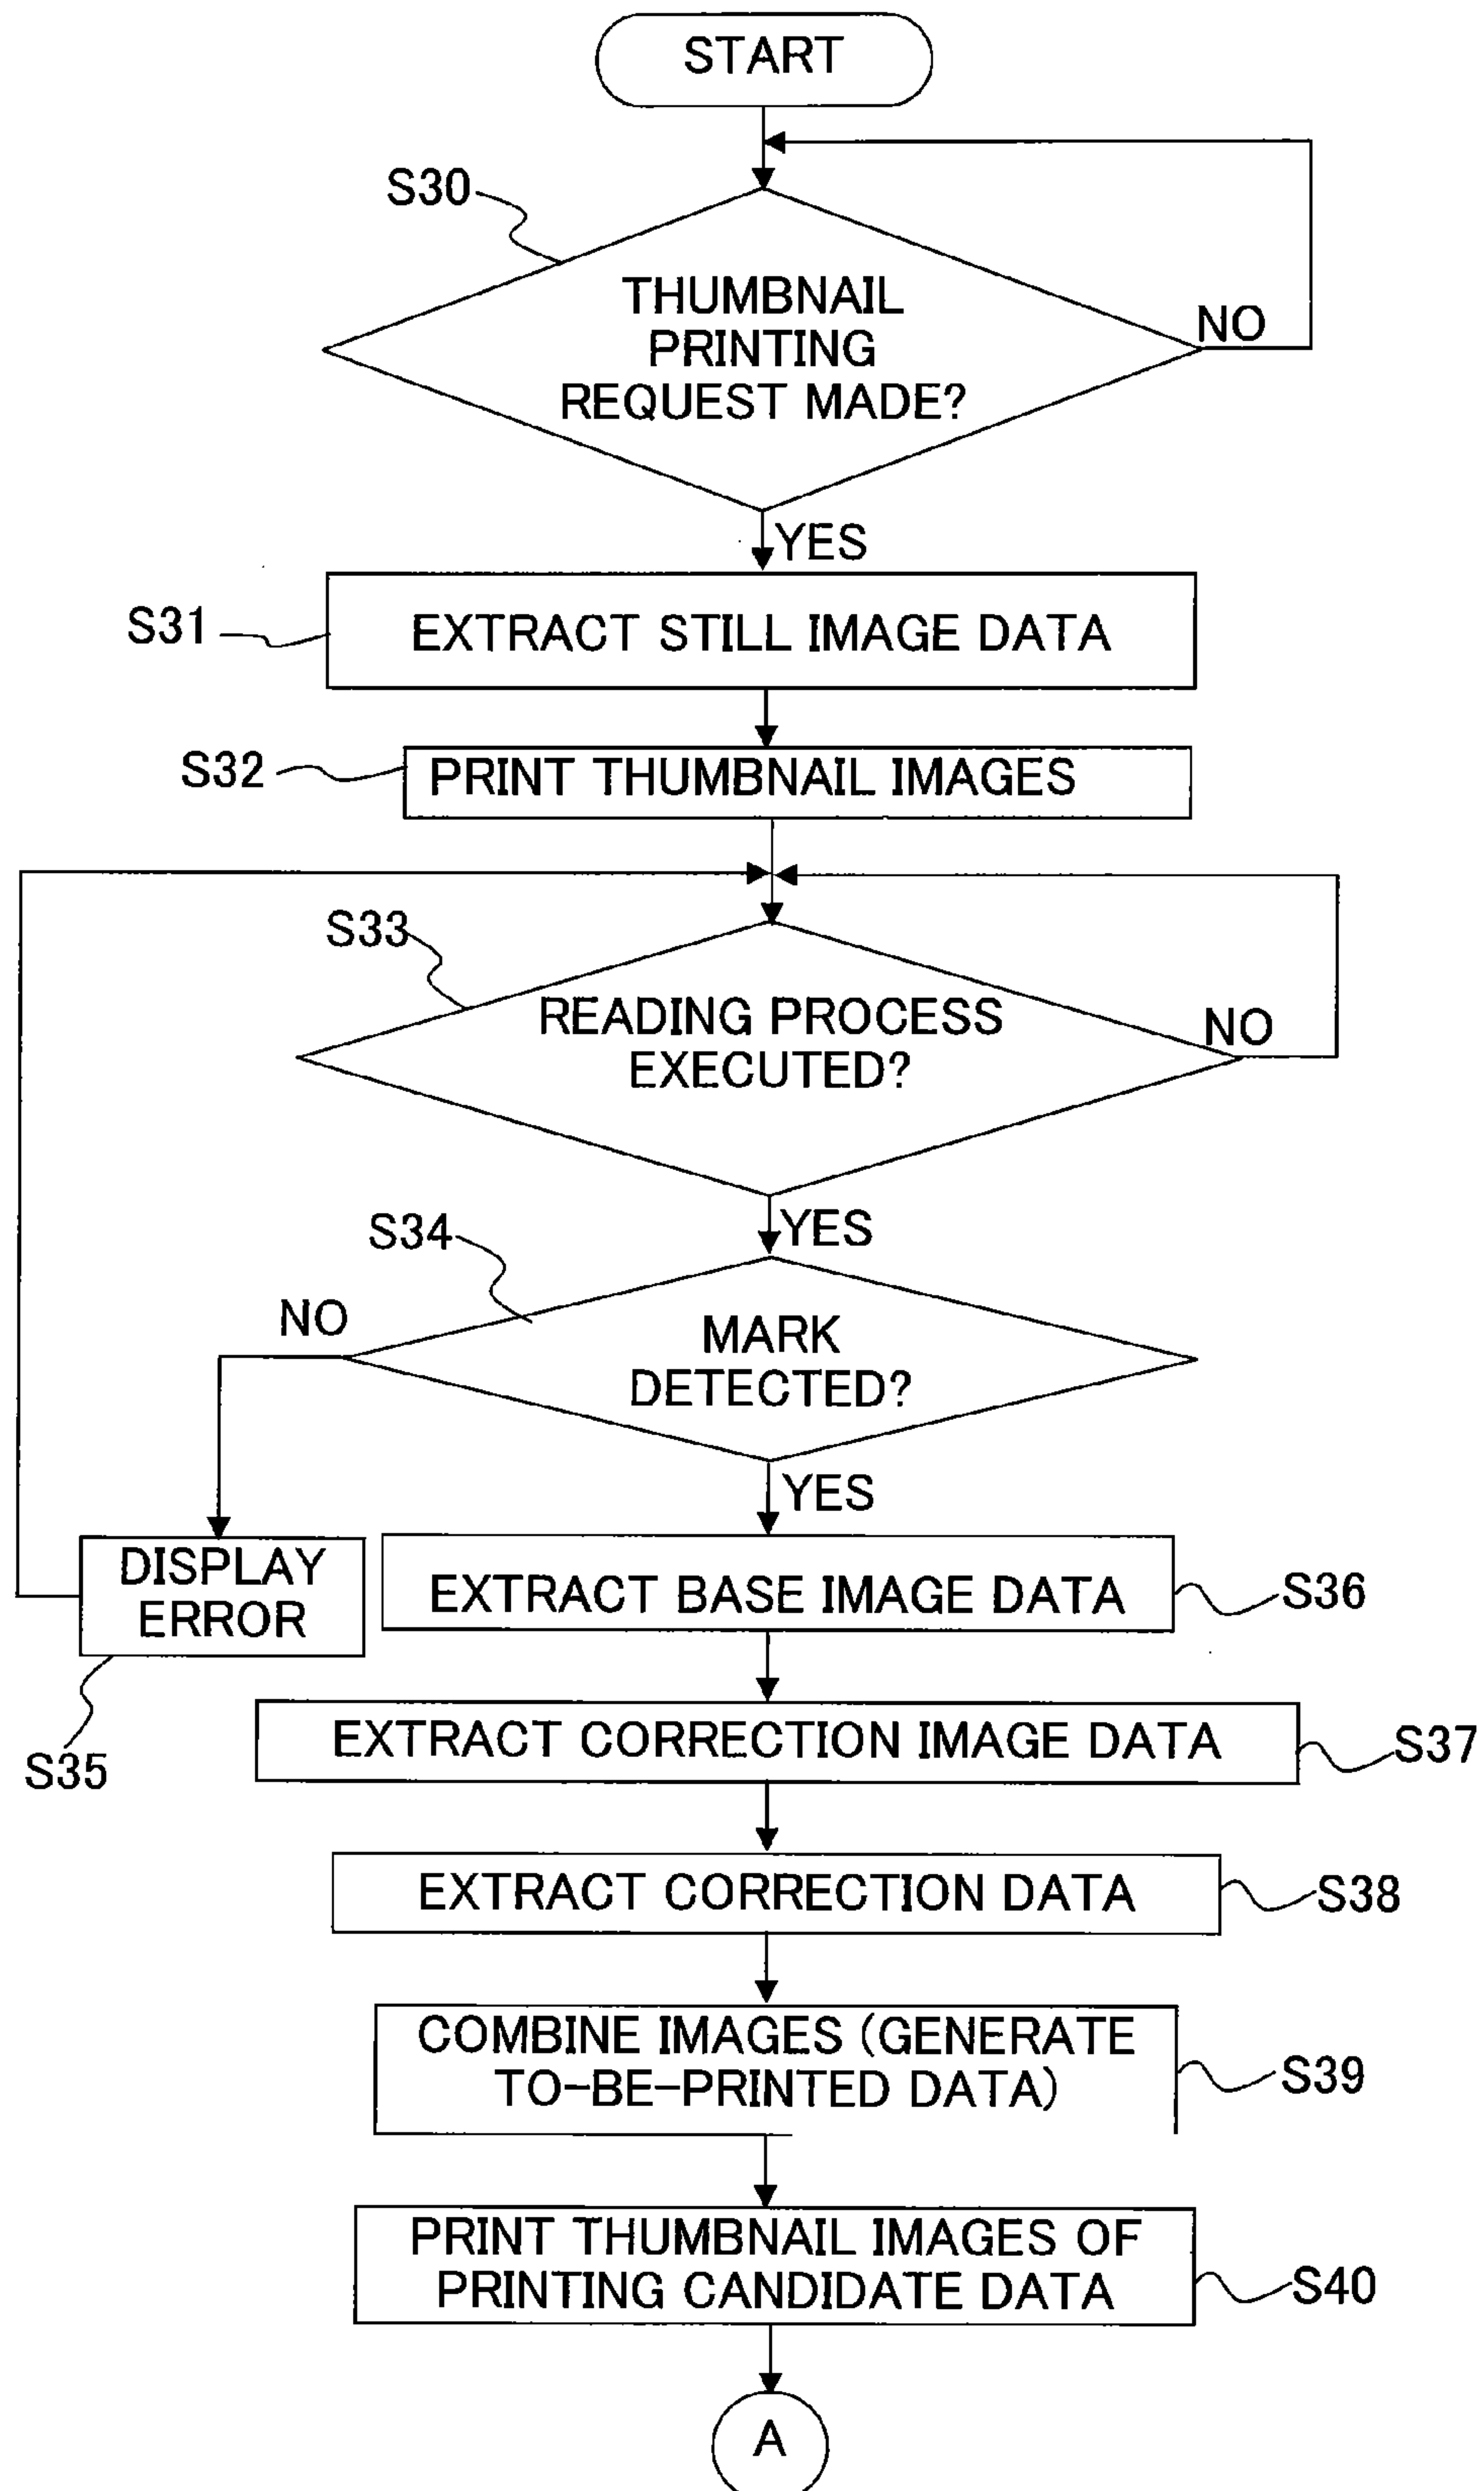 START
S30
THUMBNAIL
PRINTING
REQUEST MADE?
NO
YES
S31
EXTRACT STILL IMAGE DATA
S32
PRINT THUMBNAIL IMAGES
S33
READING PROCESS
EXECUTED?
NO
YES
S34
NO
MARK
DETECTED?
YES
DISPLAY
ERROR
S35
EXTRACT BASE IMAGE DATA
S36
EXTRACT CORRECTION IMAGE DATA
S37
EXTRACT CORRECTION DATA
S38
COMBINE IMAGES (GENERATE
TO-BE-PRINTED DATA)
S39
PRINT THUMBNAIL IMAGES OF
PRINTING CANDIDATE DATA
S40
A